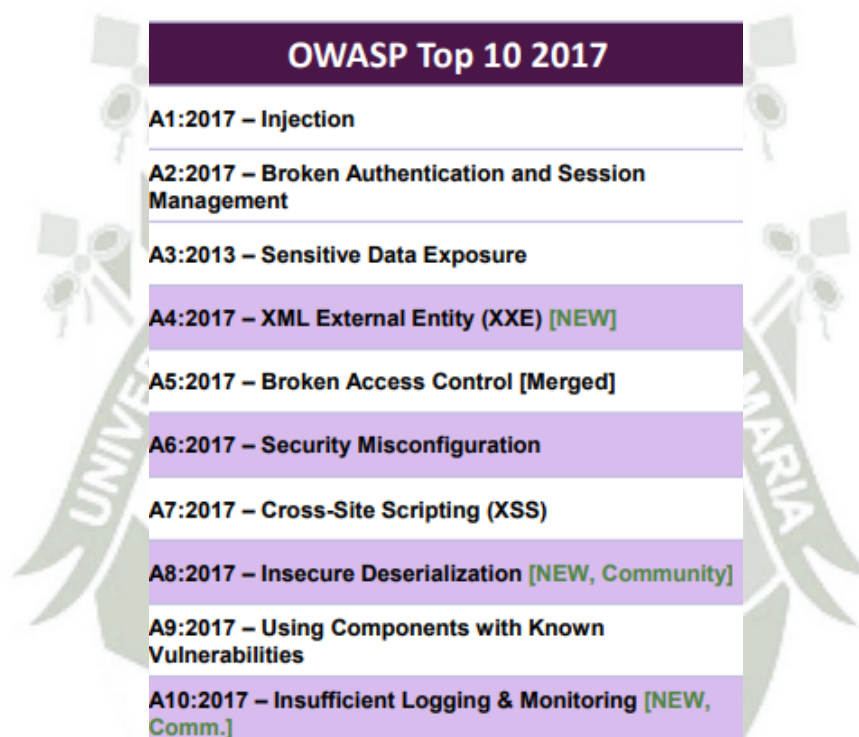 OWASP Top 10 2017
A1:2017 – Injection
A2:2017 – Broken Authentication and Session
Management
A3:2013 – Sensitive Data Exposure
A4:2017 – XML External Entity (XXE) [NEW]
A5:2017 – Broken Access Control [Merged]
A6:2017 – Security Misconfiguration
A7:2017 – Cross-Site Scripting (XSS)
A8:2017 – Insecure Deserialization [NEW, Community]
A9:2017 – Using Components with Known
Vulnerabilities
A10:2017 – Insufficient Logging & Monitoring [NEW,
Comm.]
MARIA